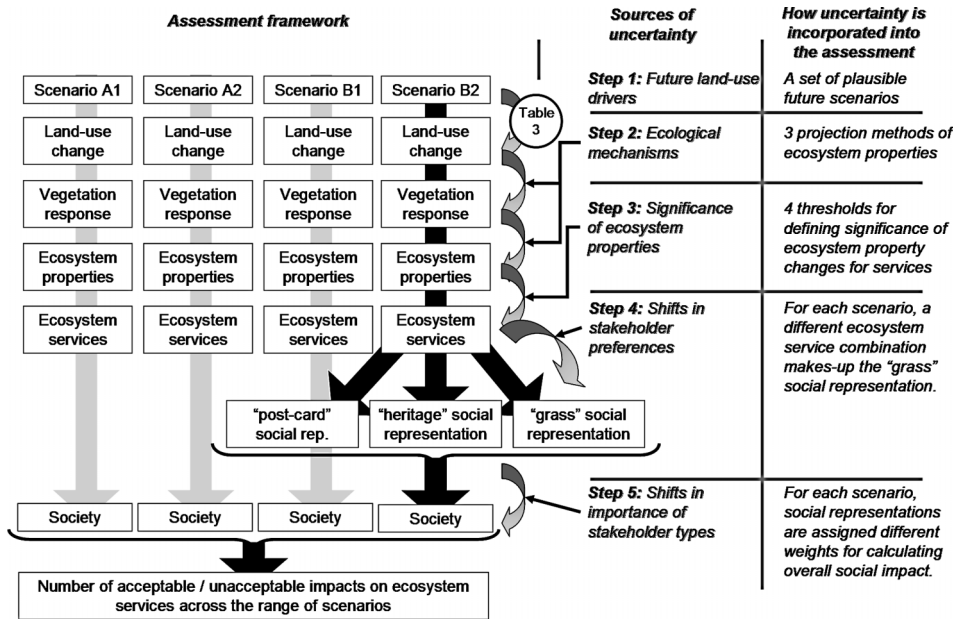 Assessment framework
Sources of
uncertainty
How uncertainty is
incorporated into
the assessment
Scenario A1
Scenario A2
Scenario B1
Scenario B2
Table
3
Step 1: Future land-use
drivers
A set of plausible
future scenarios
Land-use
change
Land-use
change
Land-use
change
Land-use
change
Step 2: Ecological
mechanisms
3 projection methods of
ecosystem properties
Vegetation
response
Vegetation
response
Vegetation
response
Vegetation
response
Step 3: Significance
of ecosystem
properties
4 thresholds for
defining significance of
ecosystem property
changes for services
Ecosystem
properties
Ecosystem
properties
Ecosystem
properties
Ecosystem
properties
Ecosystem
services
Ecosystem
services
Ecosystem
services
Ecosystem
services
Step 4: Shifts in
stakeholder
preferences
For each scenario, a
different ecosystem
service combination
makes-up the “grass”
social representation.
“post-card”
social rep.
“heritage” social
representation
“grass” social
representation
Society
Society
Society
Society
Step 5: Shifts in
importance of
stakeholder types
For each scenario,
social representations
are assigned different
weights for calculating
overall social impact.
Number of acceptable / unacceptable impacts on ecosystem
services across the range of scenarios